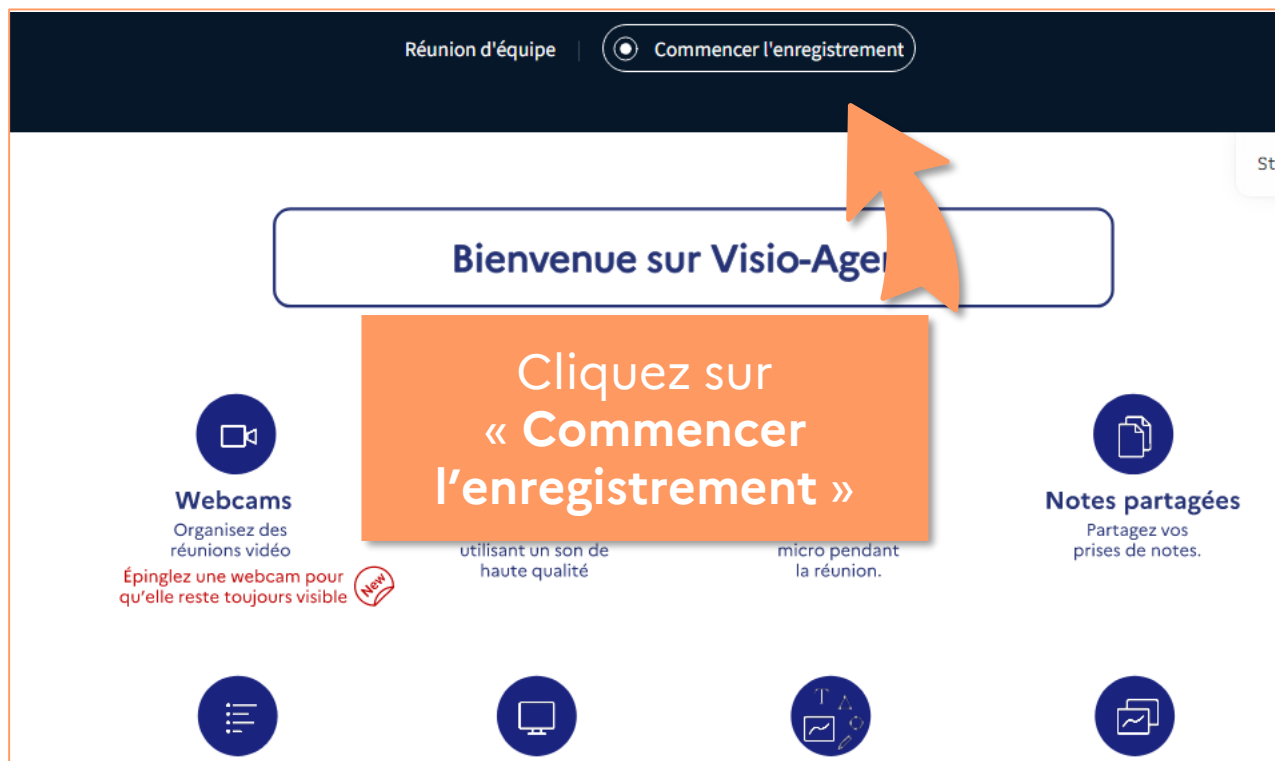 Réunion d'équipe
Commencer l'enregistrement
St
Bienvenue sur Visio-Age
Cliquez sur
« Commencer
l'enregistrement »
Webcams
Organisez des
réunions vidéo
Épinglez une webcam pour
qu'elle reste toujours visible
New
utilisant un son de
haute qualité
micro pendant
la réunion.
Notes partagées
Partagez vos
prises de notes.
T